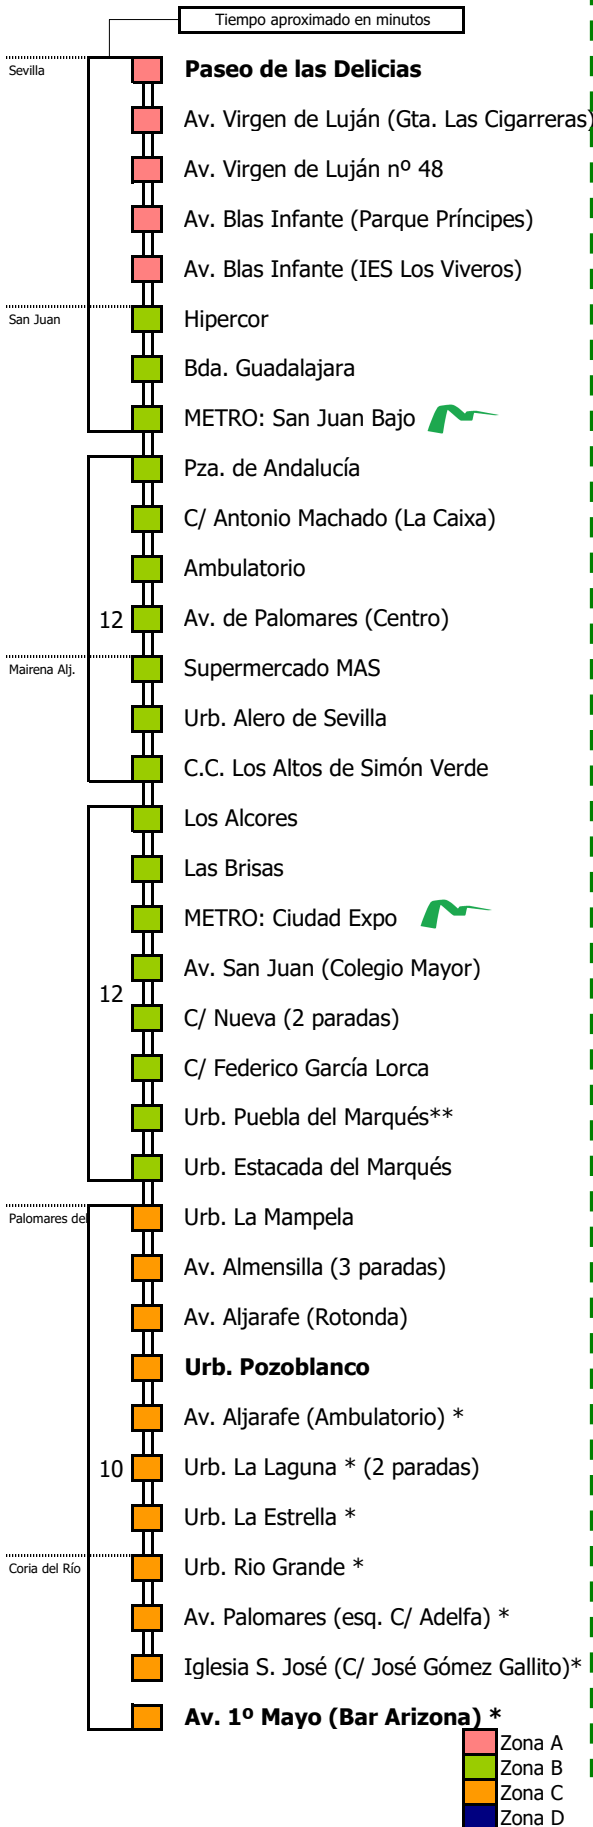 Tiempo aproximado en minutos
Sevilla
Paseo de las Delicias
Av. Virgen de Luján (Gta. Las Cigarreras)
Av. Virgen de Luján nº 48
Av. Blas Infante (Parque Príncipes)
Av. Blas Infante (IES Los Viveros)
San Juan
Hipercor
Bda. Guadalajara
METRO: San Juan Bajo
Pza. de Andalucía
C/ Antonio Machado (La Caixa)
Ambulatorio
12
Av. de Palomares (Centro)
Mairena Alj.
Supermercado MAS
Urb. Alero de Sevilla
C.C. Los Altos de Simón Verde
Los Alcores
Las Brisas
METRO: Ciudad Expo
Av. San Juan (Colegio Mayor)
12
C/ Nueva (2 paradas)
C/ Federico García Lorca
Urb. Puebla del Marqués**
Urb. Estacada del Marqués
Palomares del
Urb. La Mampela
Av. Almensilla (3 paradas)
Av. Aljarafe (Rotonda)
Urb. Pozoblanco
Av. Aljarafe (Ambulatorio) *
10
Urb. La Laguna * (2 paradas)
Urb. La Estrella *
Coria del Río
Urb. Rio Grande *
Av. Palomares (esq. C/ Adelfa) *
Iglesia S. José (C/ José Gómez Gallito)*
Av. 1º Mayo (Bar Arizona) *
Zona A
Zona B
Zona C
Zona D